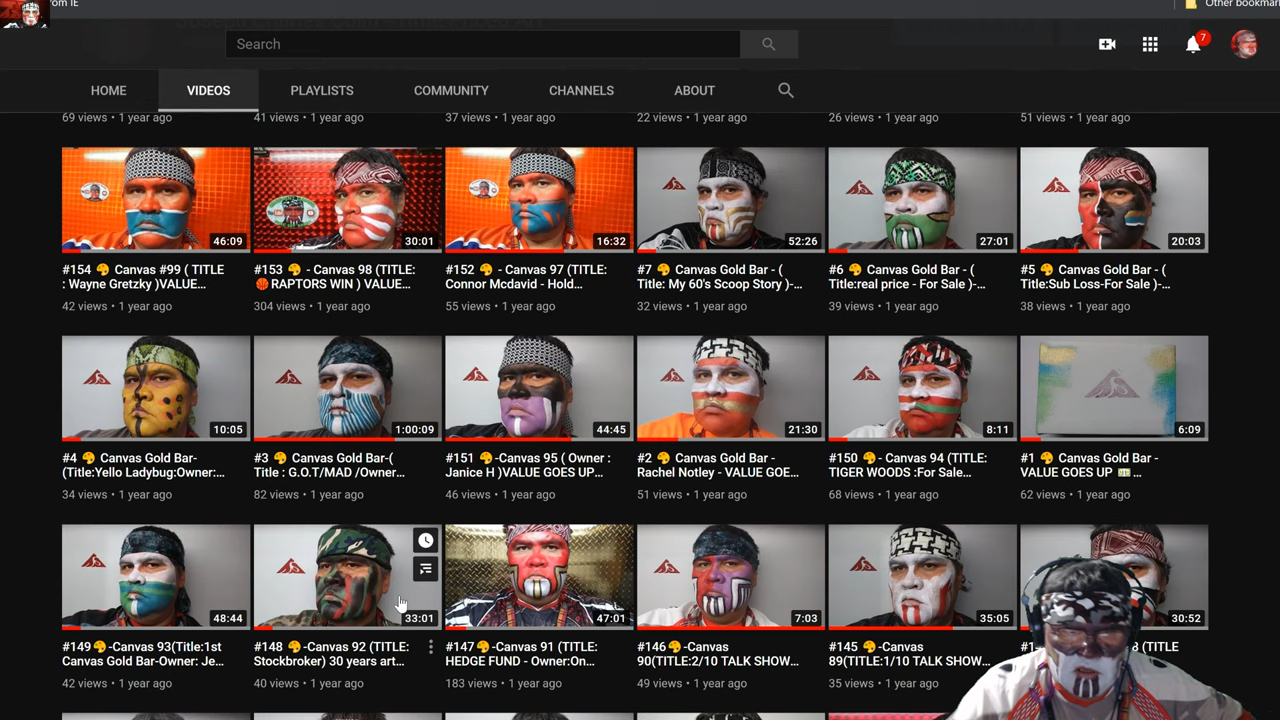 om IE
Other bookmar
Search
7
HOME
VIDEOS
PLAYLISTS
COMMUNITY
CHANNELS
ABOUT
69 views • 1 year ago
41 views • 1 year ago
37 views • 1 year ago
22 views • 1 year ago
26 views • 1 year ago
51 views • 1 year ago
46:09
30:01
16:32
52:26
27:01
20:03
#154 🎨 Canvas #99 ( TITLE
: Wayne Gretzky )VALUE...
42 views • 1 year ago
#153 🎨 - Canvas 98 (TITLE:
🏀RAPTORS WIN ) VALUE...
304 views • 1 year ago
#152 🎨 - Canvas 97 (TITLE:
Connor Mcdavid - Hold...
55 views • 1 year ago
#7 🎨 Canvas Gold Bar - (
Title: My 60's Scoop Story )-...
32 views • 1 year ago
#6 🎨 Canvas Gold Bar - (
Title:real price - For Sale )-...
39 views • 1 year ago
#5 🎨 Canvas Gold Bar - (
Title:Sub Loss-For Sale )-...
38 views • 1 year ago
10:05
1:00:09
44:45
21:30
8:11
6:09
#4 🎨 Canvas Gold Bar-
(Title:Yello Ladybug:Owner:...
34 views • 1 year ago
#3 🎨 Canvas Gold Bar-(
Title : G.O.T/MAD /Owner...
82 views • 1 year ago
#151 🎨-Canvas 95 ( Owner :
Janice H )VALUE GOES UP...
46 views • 1 year ago
#2 🎨 Canvas Gold Bar -
Rachel Notley - VALUE GOE...
51 views • 1 year ago
#150 🎨- Canvas 94 (TITLE:
TIGER WOODS :For Sale...
68 views • 1 year ago
#1 🎨 Canvas Gold Bar -
VALUE GOES UP 💵...
62 views • 1 year ago
48:44
33:01
47:01
7:03
35:05
30:52
#149🎨-Canvas 93(Title:1st
Canvas Gold Bar-Owner: Je...
42 views • 1 year ago
#148 🎨-Canvas 92 (TITLE:
Stockbroker) 30 years art...
40 views • 1 year ago
#147🎨-Canvas 91 (TITLE:
HEDGE FUND - Owner:On...
183 views • 1 year ago
#146🎨-Canvas
90(TITLE:2/10 TALK SHOW...
49 views • 1 year ago
#145 🎨-Canvas
89(TITLE:1/10 TALK SHOW...
35 views • 1 year ago
#1
(TITLE
ago